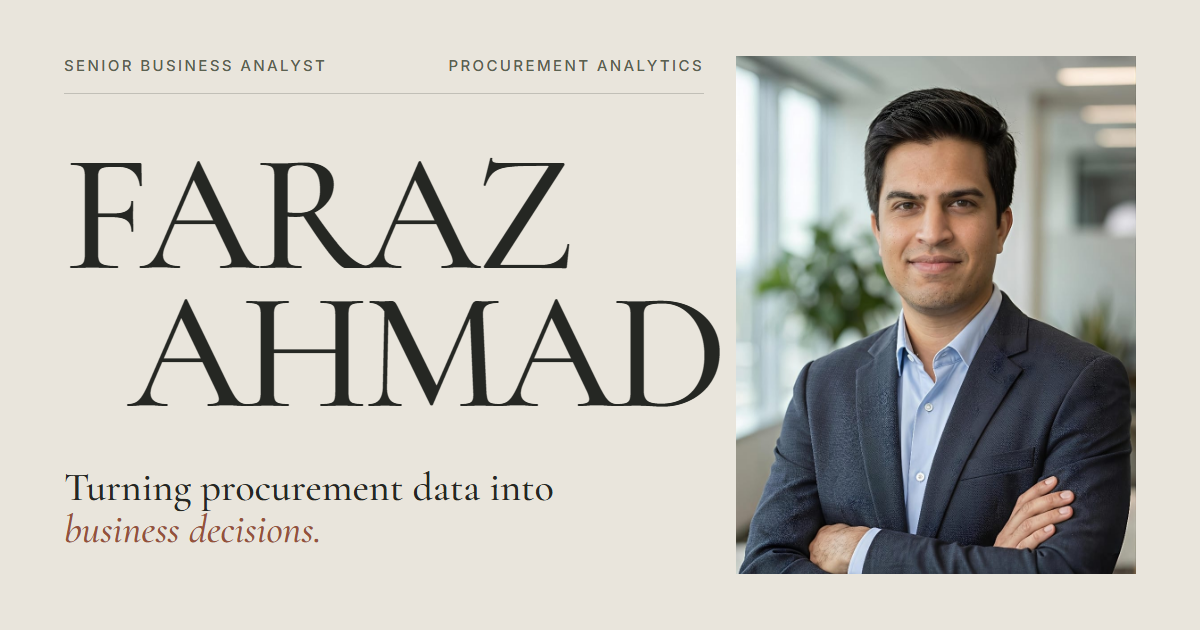 SENIOR BUSINESS ANALYST
PROCUREMENT ANALYTICS
FARAZ
AHMAD
Turning procurement data into
business decisions.